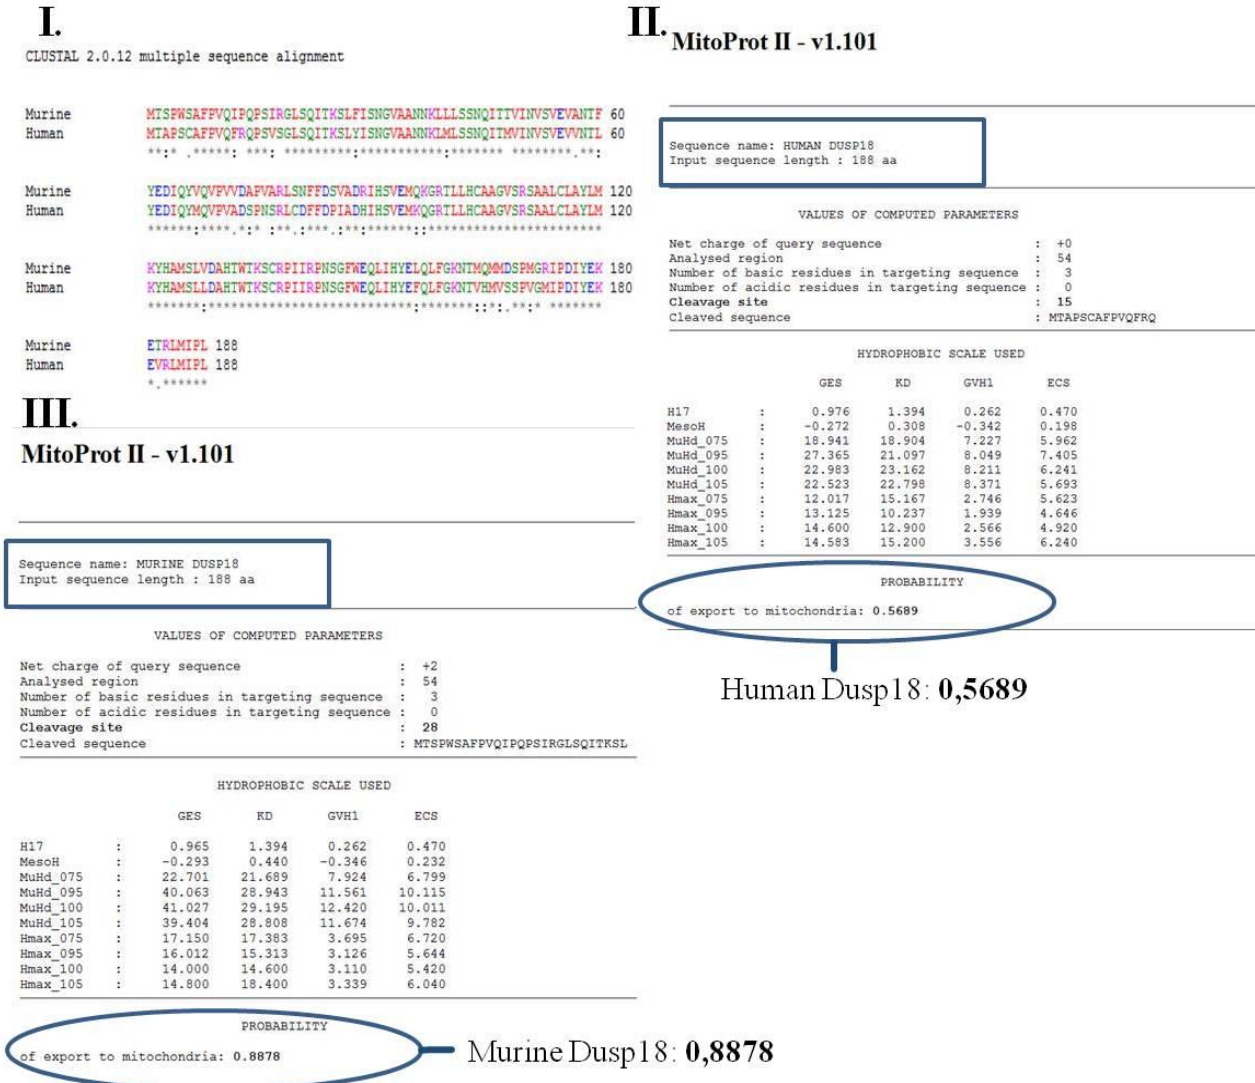 I.
CLUSTAL 2.0.12 multiple sequence alignment
Murine MTSPWSAFPVQIPQPSIRGLSQITKSLFISNGVAANNKLLLSSNQITTVINVSVEVANTF 60
Human MTAPSCAFPVQFRQPSVSGLSQITKSLYISNGVAANNKLMLSSNQITMVINVSVEVVNTL 60
Murine YEDIQYVQVPVVDAPVARLSNFFDSVADRIHSVEMQKGRTLLHCAAGVSRSAALCLAYLM 120
Human YEDIQYMQVPVADSPNSRLCDFFDPIADHIHSVEMKQGRTLLHCAAGVSRSAALCLAYLM 120
Murine KYHAMSLVDAHTWTKSCRPIIRPNSGFWEQLIHYELQLFGKNTMQMMDSPMGRIPDIYEK 180
Human KYHAMSLLDAHTWTKSCRPIIRPNSGFWEQLIHYEFQLFGKNTVHMVSSPVGMIPDIYEK 180
Murine ETRLMIPL 188
Human EVRLMIPL 188
*.******
II.
MitoProt II - v1.101
Sequence name: HUMAN DUSP18
Input sequence length : 188 aa
VALUES OF COMPUTED PARAMETERS
Net charge of query sequence : +0
Analysed region : 54
Number of basic residues in targeting sequence : 3
Number of acidic residues in targeting sequence : 0
Cleavage site : 15
Cleaved sequence : MTAPSCAFPVQFRQ
HYDROPHOBIC SCALE USED
GES KD GVH1 ECS
H17 : 0.976 1.394 0.262 0.470
MesoH : -0.272 0.308 -0.342 0.198
MuHd_075 : 18.941 18.904 7.227 5.962
MuHd_095 : 27.365 21.097 8.049 7.405
MuHd_100 : 22.983 23.162 8.211 6.241
MuHd_105 : 22.523 22.798 8.371 5.693
Hmax_075 : 12.017 15.167 2.746 5.623
Hmax_095 : 13.125 10.237 1.939 4.646
Hmax_100 : 14.600 12.900 2.566 4.920
Hmax_105 : 14.583 15.200 3.556 6.240
PROBABILITY
of export to mitochondria: 0.5689
Human Dusp18: 0,5689
III.
MitoProt II - v1.101
Sequence name: MURINE DUSP18
Input sequence length : 188 aa
VALUES OF COMPUTED PARAMETERS
Net charge of query sequence : +2
Analysed region : 54
Number of basic residues in targeting sequence : 3
Number of acidic residues in targeting sequence : 0
Cleavage site : 28
Cleaved sequence : MTSPWSAFPVQIPQPSIRGLSQITKSL
HYDROPHOBIC SCALE USED
GES KD GVH1 ECS
H17 : 0.965 1.394 0.262 0.470
MesoH : -0.293 0.440 -0.346 0.232
MuHd_075 : 22.701 21.689 7.924 6.799
MuHd_095 : 40.063 28.943 11.561 10.115
MuHd_100 : 41.027 29.195 12.420 10.011
MuHd_105 : 39.404 28.808 11.674 9.782
Hmax_075 : 17.150 17.383 3.695 6.720
Hmax_095 : 16.012 15.313 3.126 5.644
Hmax_100 : 14.000 14.600 3.110 5.420
Hmax_105 : 14.800 18.400 3.339 6.040
PROBABILITY
of export to mitochondria: 0.8878
Murine Dusp18: 0,8878